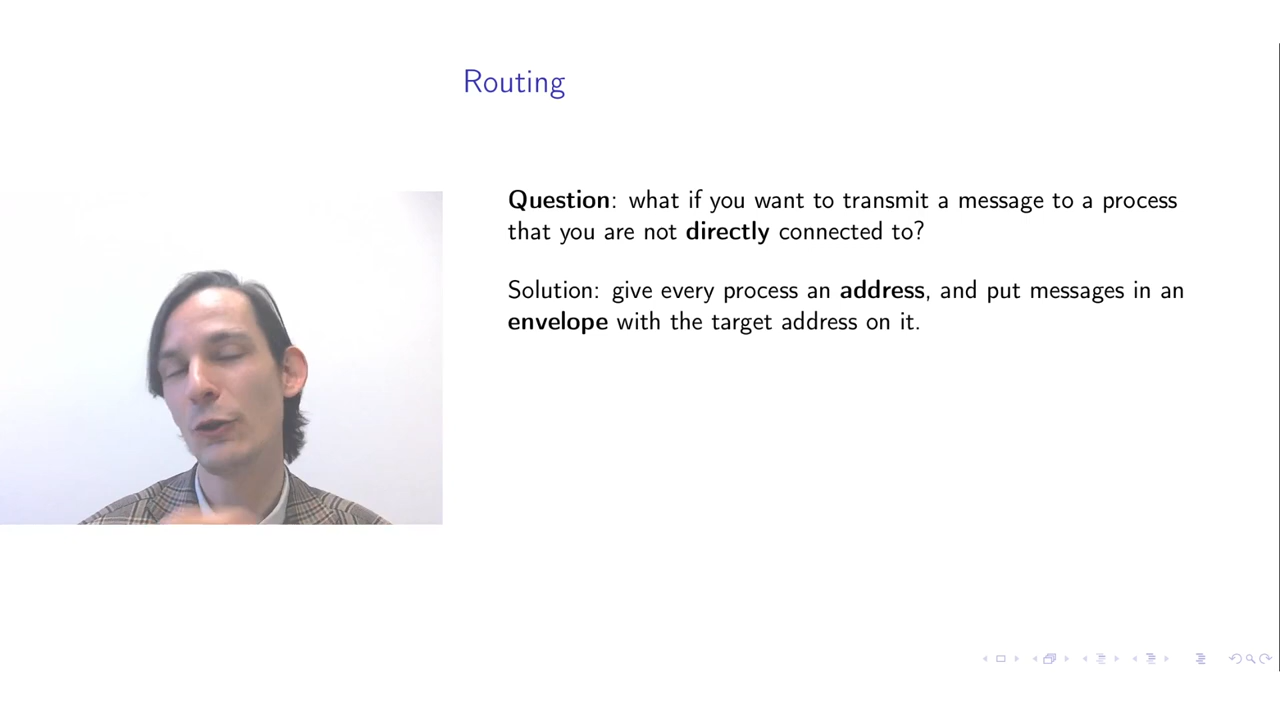 Routing
Question: what if you want to transmit a message to a process
that you are not directly connected to?
Solution: give every process an address, and put messages in an
envelope with the target address on it.